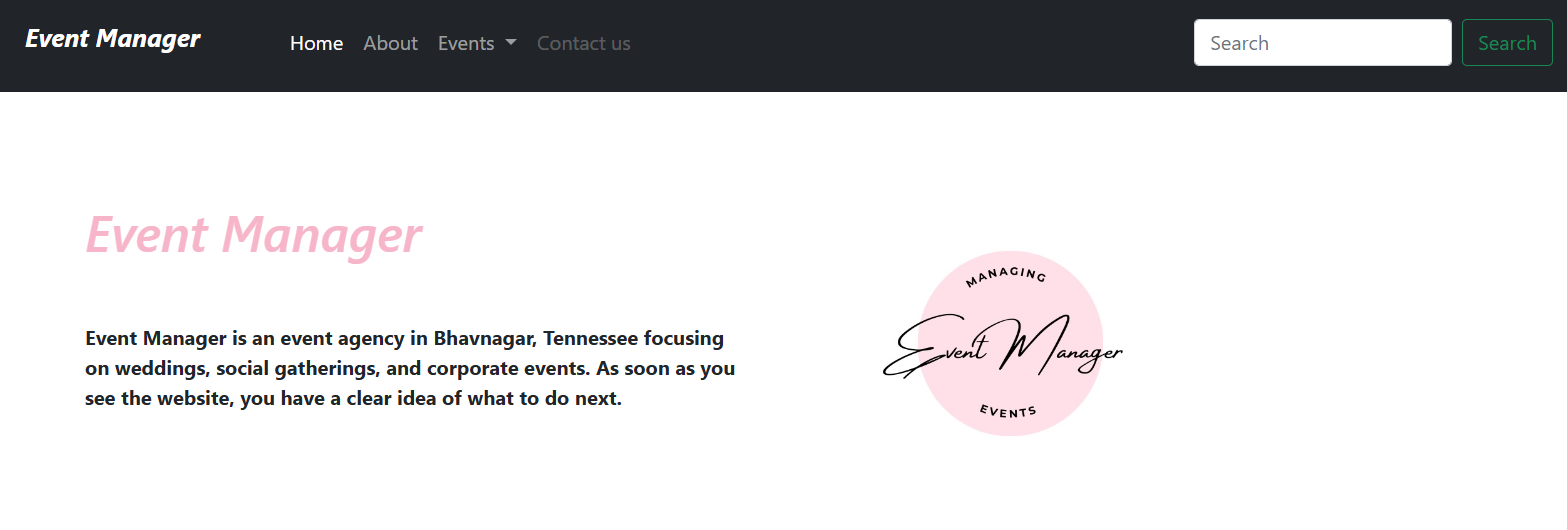 Event Manager
Home About Events Contact us
Search Search
Event Manager
Event Manager is an event agency in Bhavnagar, Tennessee focusing
on weddings, social gatherings, and corporate events. As soon as you
see the website, you have a clear idea of what to do next.
MANAGING
Event Manager
EVENTS